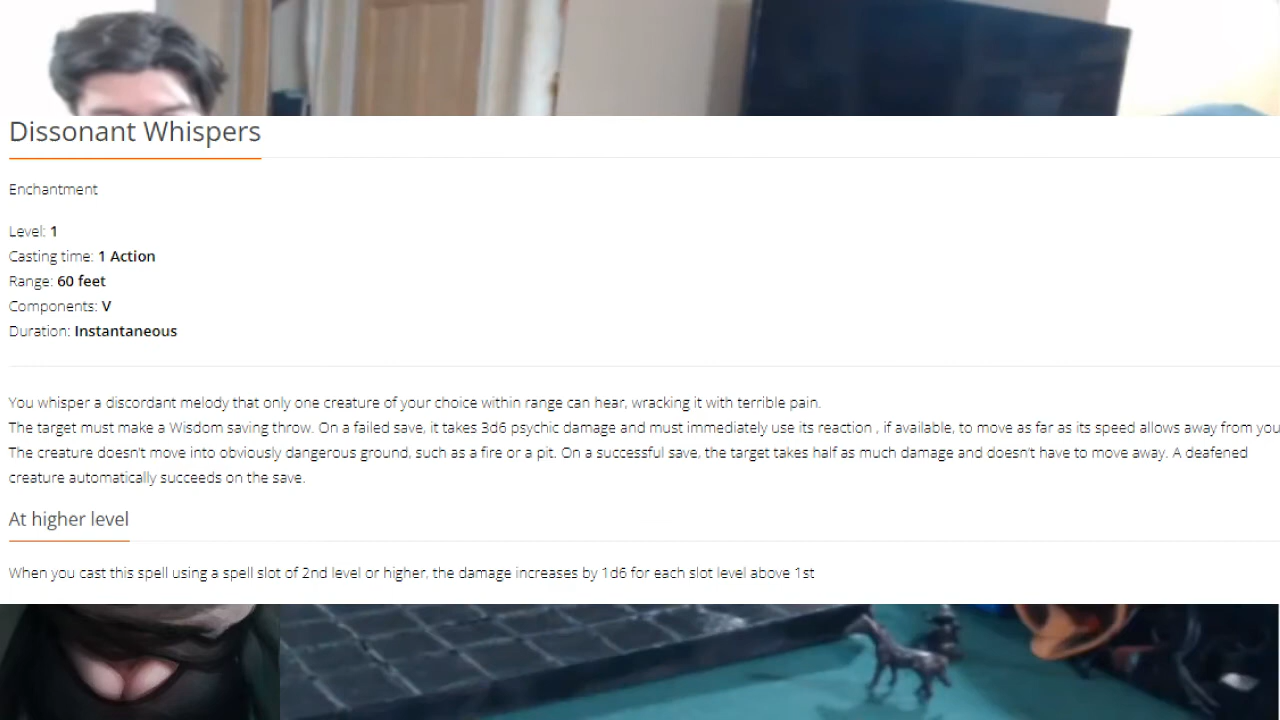 Dissonant Whispers
Enchantment
Level: 1
Casting time: 1 Action
Range: 60 feet
Components: V
Duration: Instantaneous
You whisper a discordant melody that only one creature of your choice within range can hear, wracking it with terrible pain.
The target must make a Wisdom saving throw. On a failed save, it takes 3d6 psychic damage and must immediately use its reaction , if available, to move as far as its speed allows away from you
The creature doesn't move into obviously dangerous ground, such as a fire or a pit. On a successful save, the target takes half as much damage and doesn't have to move away. A deafened
creature automatically succeeds on the save.
At higher level
When you cast this spell using a spell slot of 2nd level or higher, the damage increases by 1d6 for each slot level above 1st